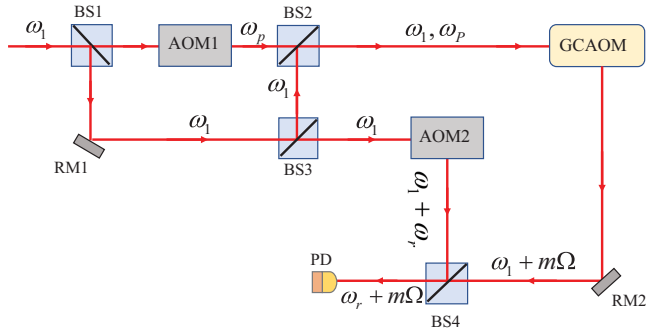 BS1
BS2
ω₁
AOM1
ωₚ
ω₁, ω_P
GCAOM
ω₁
ω₁
ω₁
AOM2
RM1
BS3
ω₁ + ωᵣ
PD
ω₁ + mΩ
ωᵣ + mΩ
RM2
BS4